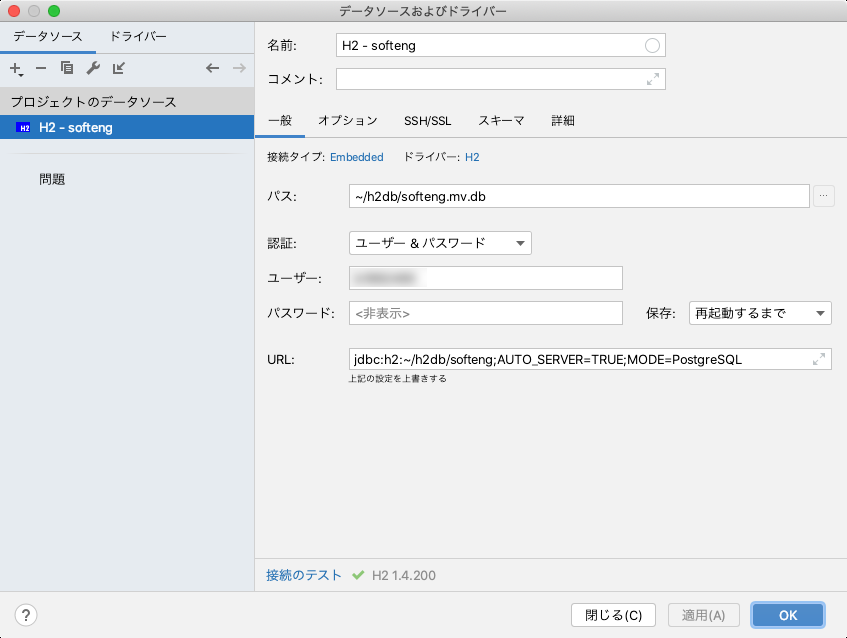 データソースおよびドライバー
データソース ドライバー
プロジェクトのデータソース
H2 H2 - softeng
問題
名前: H2 - softeng
コメント:
一般 オプション SSH/SSL スキーマ 詳細
接続タイプ: Embedded ドライバー: H2
パス: ~/h2db/softeng.mv.db ...
認証: ユーザー & パスワード
ユーザー:
パスワード: <非表示> 保存: 再起動するまで
URL: jdbc:h2:~/h2db/softeng;AUTO_SERVER=TRUE;MODE=PostgreSQL
上記の設定を上書きする
接続のテスト H2 1.4.200
? 閉じる(C) 適用(A) OK